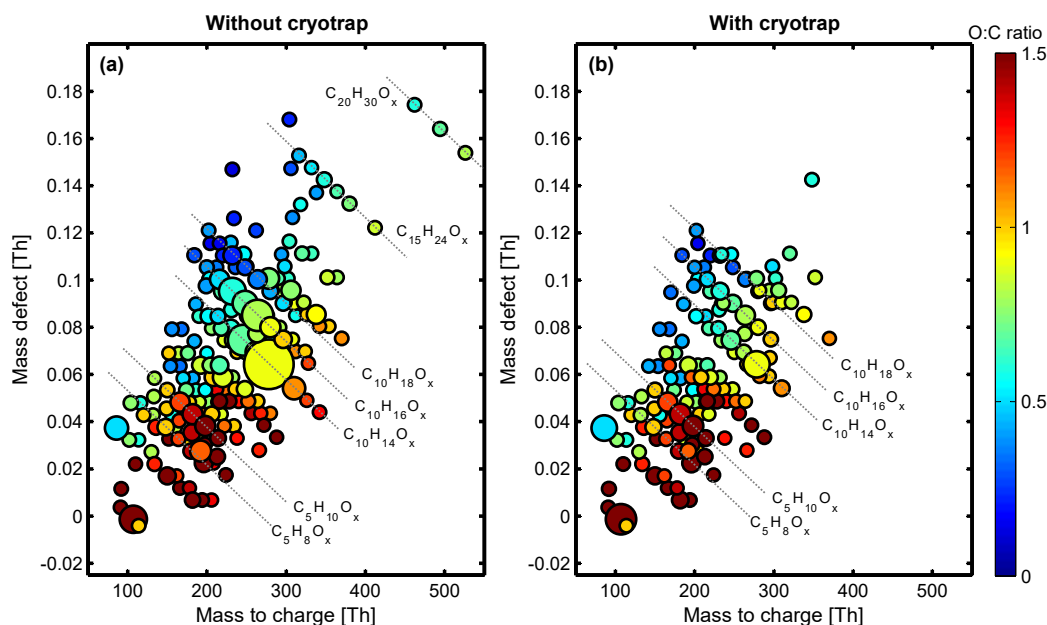 Without cryotrap
With cryotrap
O:C ratio
(a)
C20H30Ox
C15H24Ox
C10H18Ox
C10H16Ox
C10H14Ox
C5H10Ox
C5H8Ox
0.18
0.16
0.14
0.12
0.1
0.08
0.06
0.04
0.02
0
-0.02
Mass defect [Th]
100 200 300 400 500
Mass to charge [Th]
(b)
C10H18Ox
C10H16Ox
C10H14Ox
C5H10Ox
C5H8Ox
0.18
0.16
0.14
0.12
0.1
0.08
0.06
0.04
0.02
0
-0.02
Mass defect [Th]
100 200 300 400 500
Mass to charge [Th]
1.5
1
0.5
0